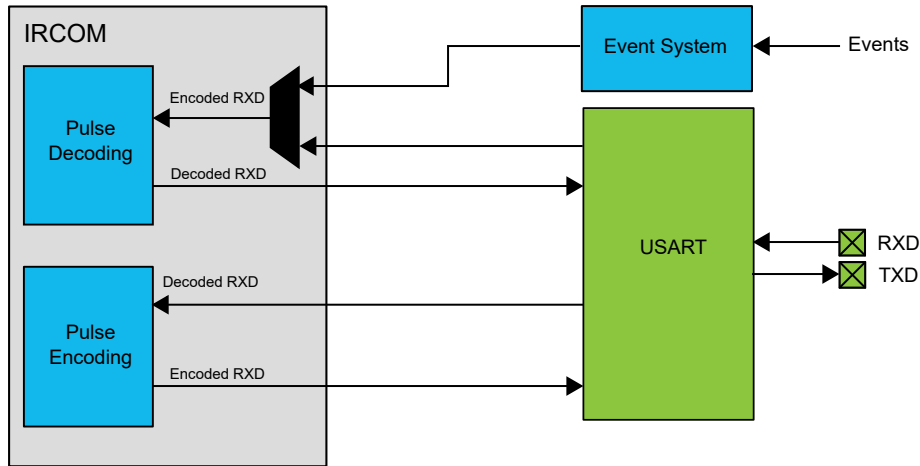 IRCOM
Event System
Events
Encoded RXD
Pulse
Decoding
Decoded RXD
USART
RXD
TXD
Decoded RXD
Pulse
Encoding
Encoded RXD